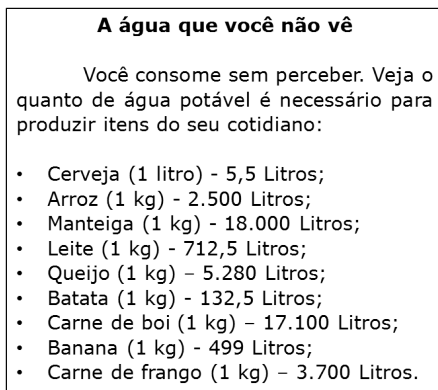 A água que você não vê
Você consome sem perceber. Veja o
quanto de água potável é necessário para
produzir itens do seu cotidiano:
• Cerveja (1 litro) - 5,5 Litros;
• Arroz (1 kg) - 2.500 Litros;
• Manteiga (1 kg) - 18.000 Litros;
• Leite (1 kg) - 712,5 Litros;
• Queijo (1 kg) – 5.280 Litros;
• Batata (1 kg) - 132,5 Litros;
• Carne de boi (1 kg) – 17.100 Litros;
• Banana (1 kg) - 499 Litros;
• Carne de frango (1 kg) – 3.700 Litros.